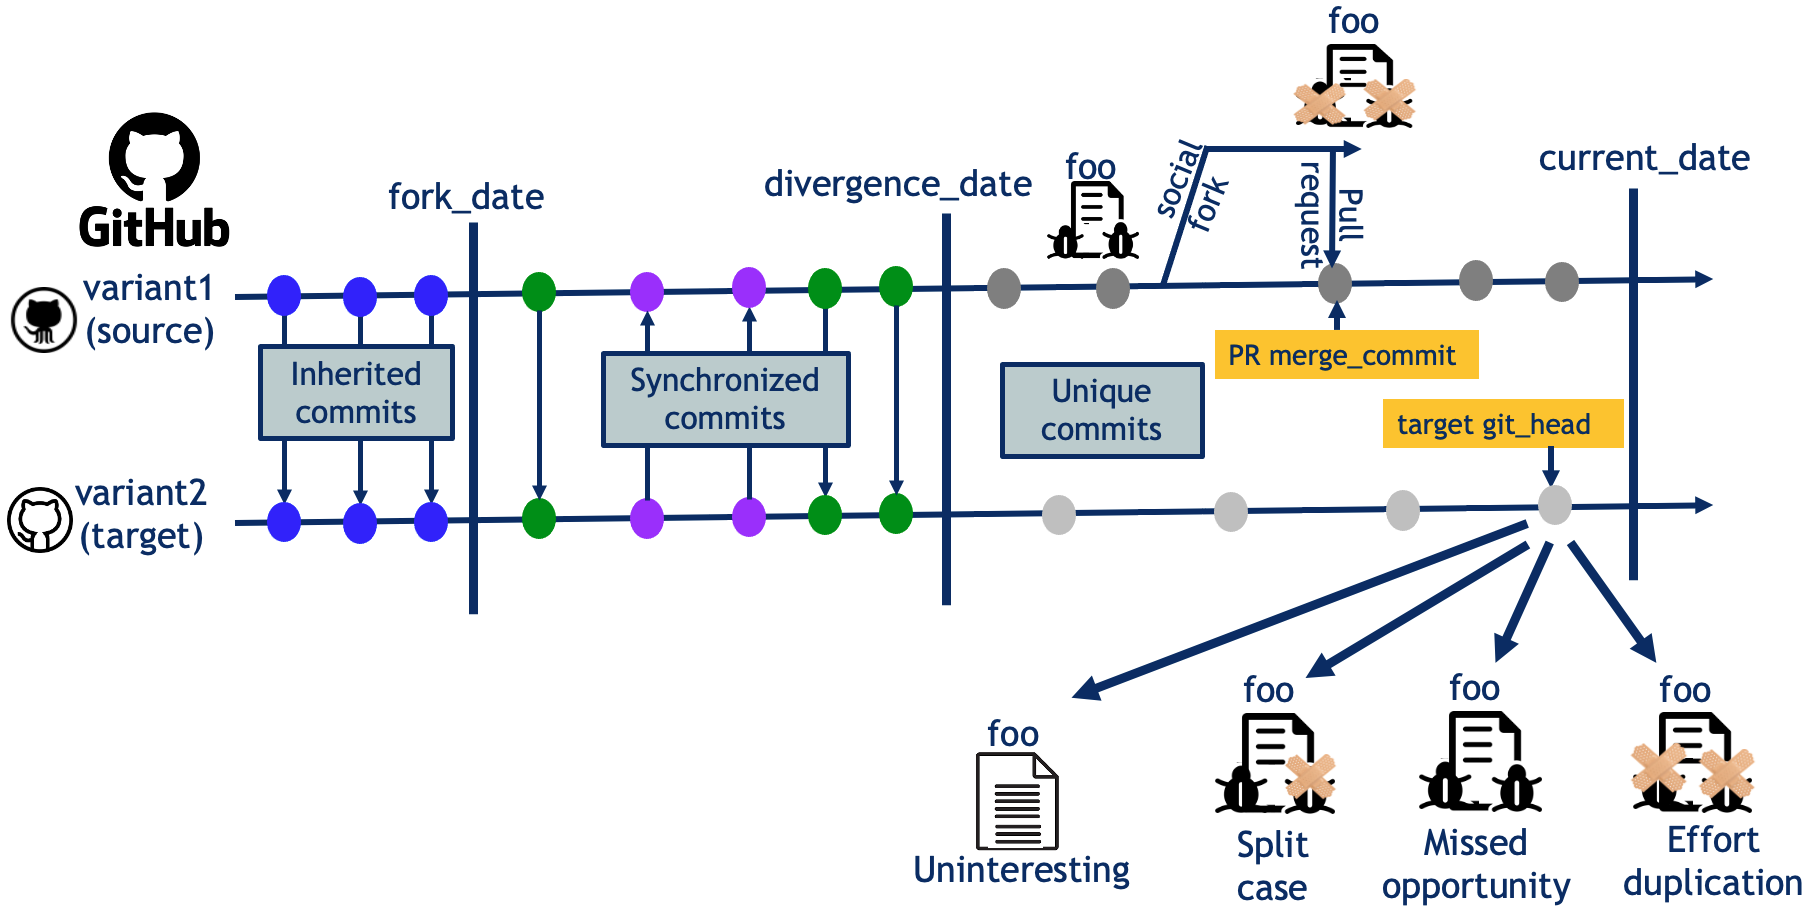 foo
GitHub
fork_date
divergence_date
foo
social
fork
Pull
request
current_date
variant1
(source)
Inherited
commits
Synchronized
commits
Unique
commits
PR merge_commit
target git_head
variant2
(target)
foo
Uninteresting
foo
Split
case
foo
Missed
opportunity
foo
Effort
duplication